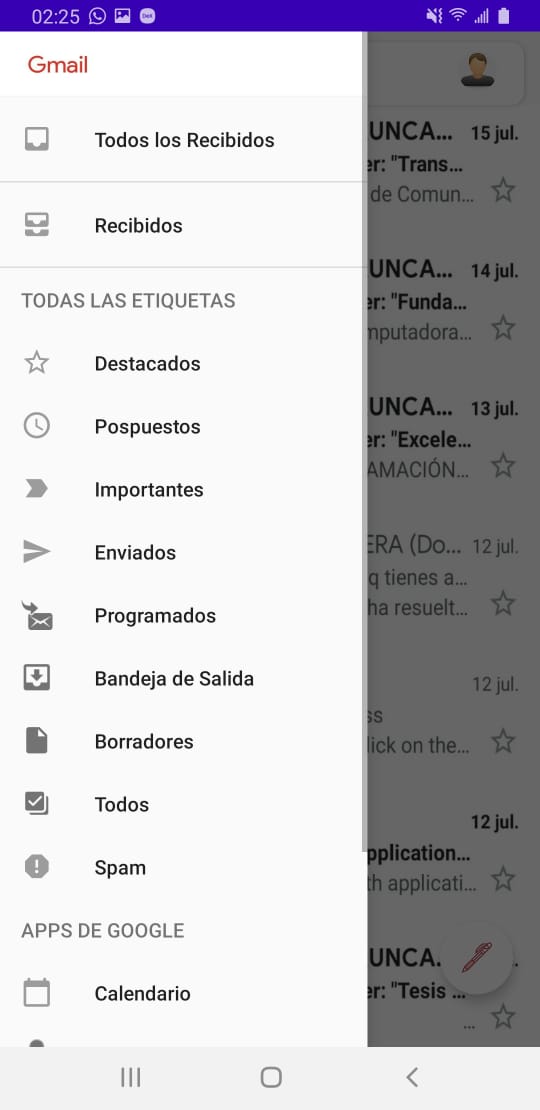 02:25
Gmail
Todos los Recibidos
Recibidos
TODAS LAS ETIQUETAS
Destacados
Pospuestos
Importantes
Enviados
Programados
Bandeja de Salida
Borradores
Todos
Spam
APPS DE GOOGLE
Calendario
UNCA... 15 jul.
er: "Trans...
de Comun...
UNCA... 14 jul.
er: "Funda...
mputadora...
UNCA... 13 jul.
er: "Excele...
AMACIÓN...
ERA (Do... 12 jul.
q tienes a...
ha resuelt...
12 jul.
ss
lick on the...
12 jul.
pplication...
th applicati...
UNCA.
er: "Tesis ...
...